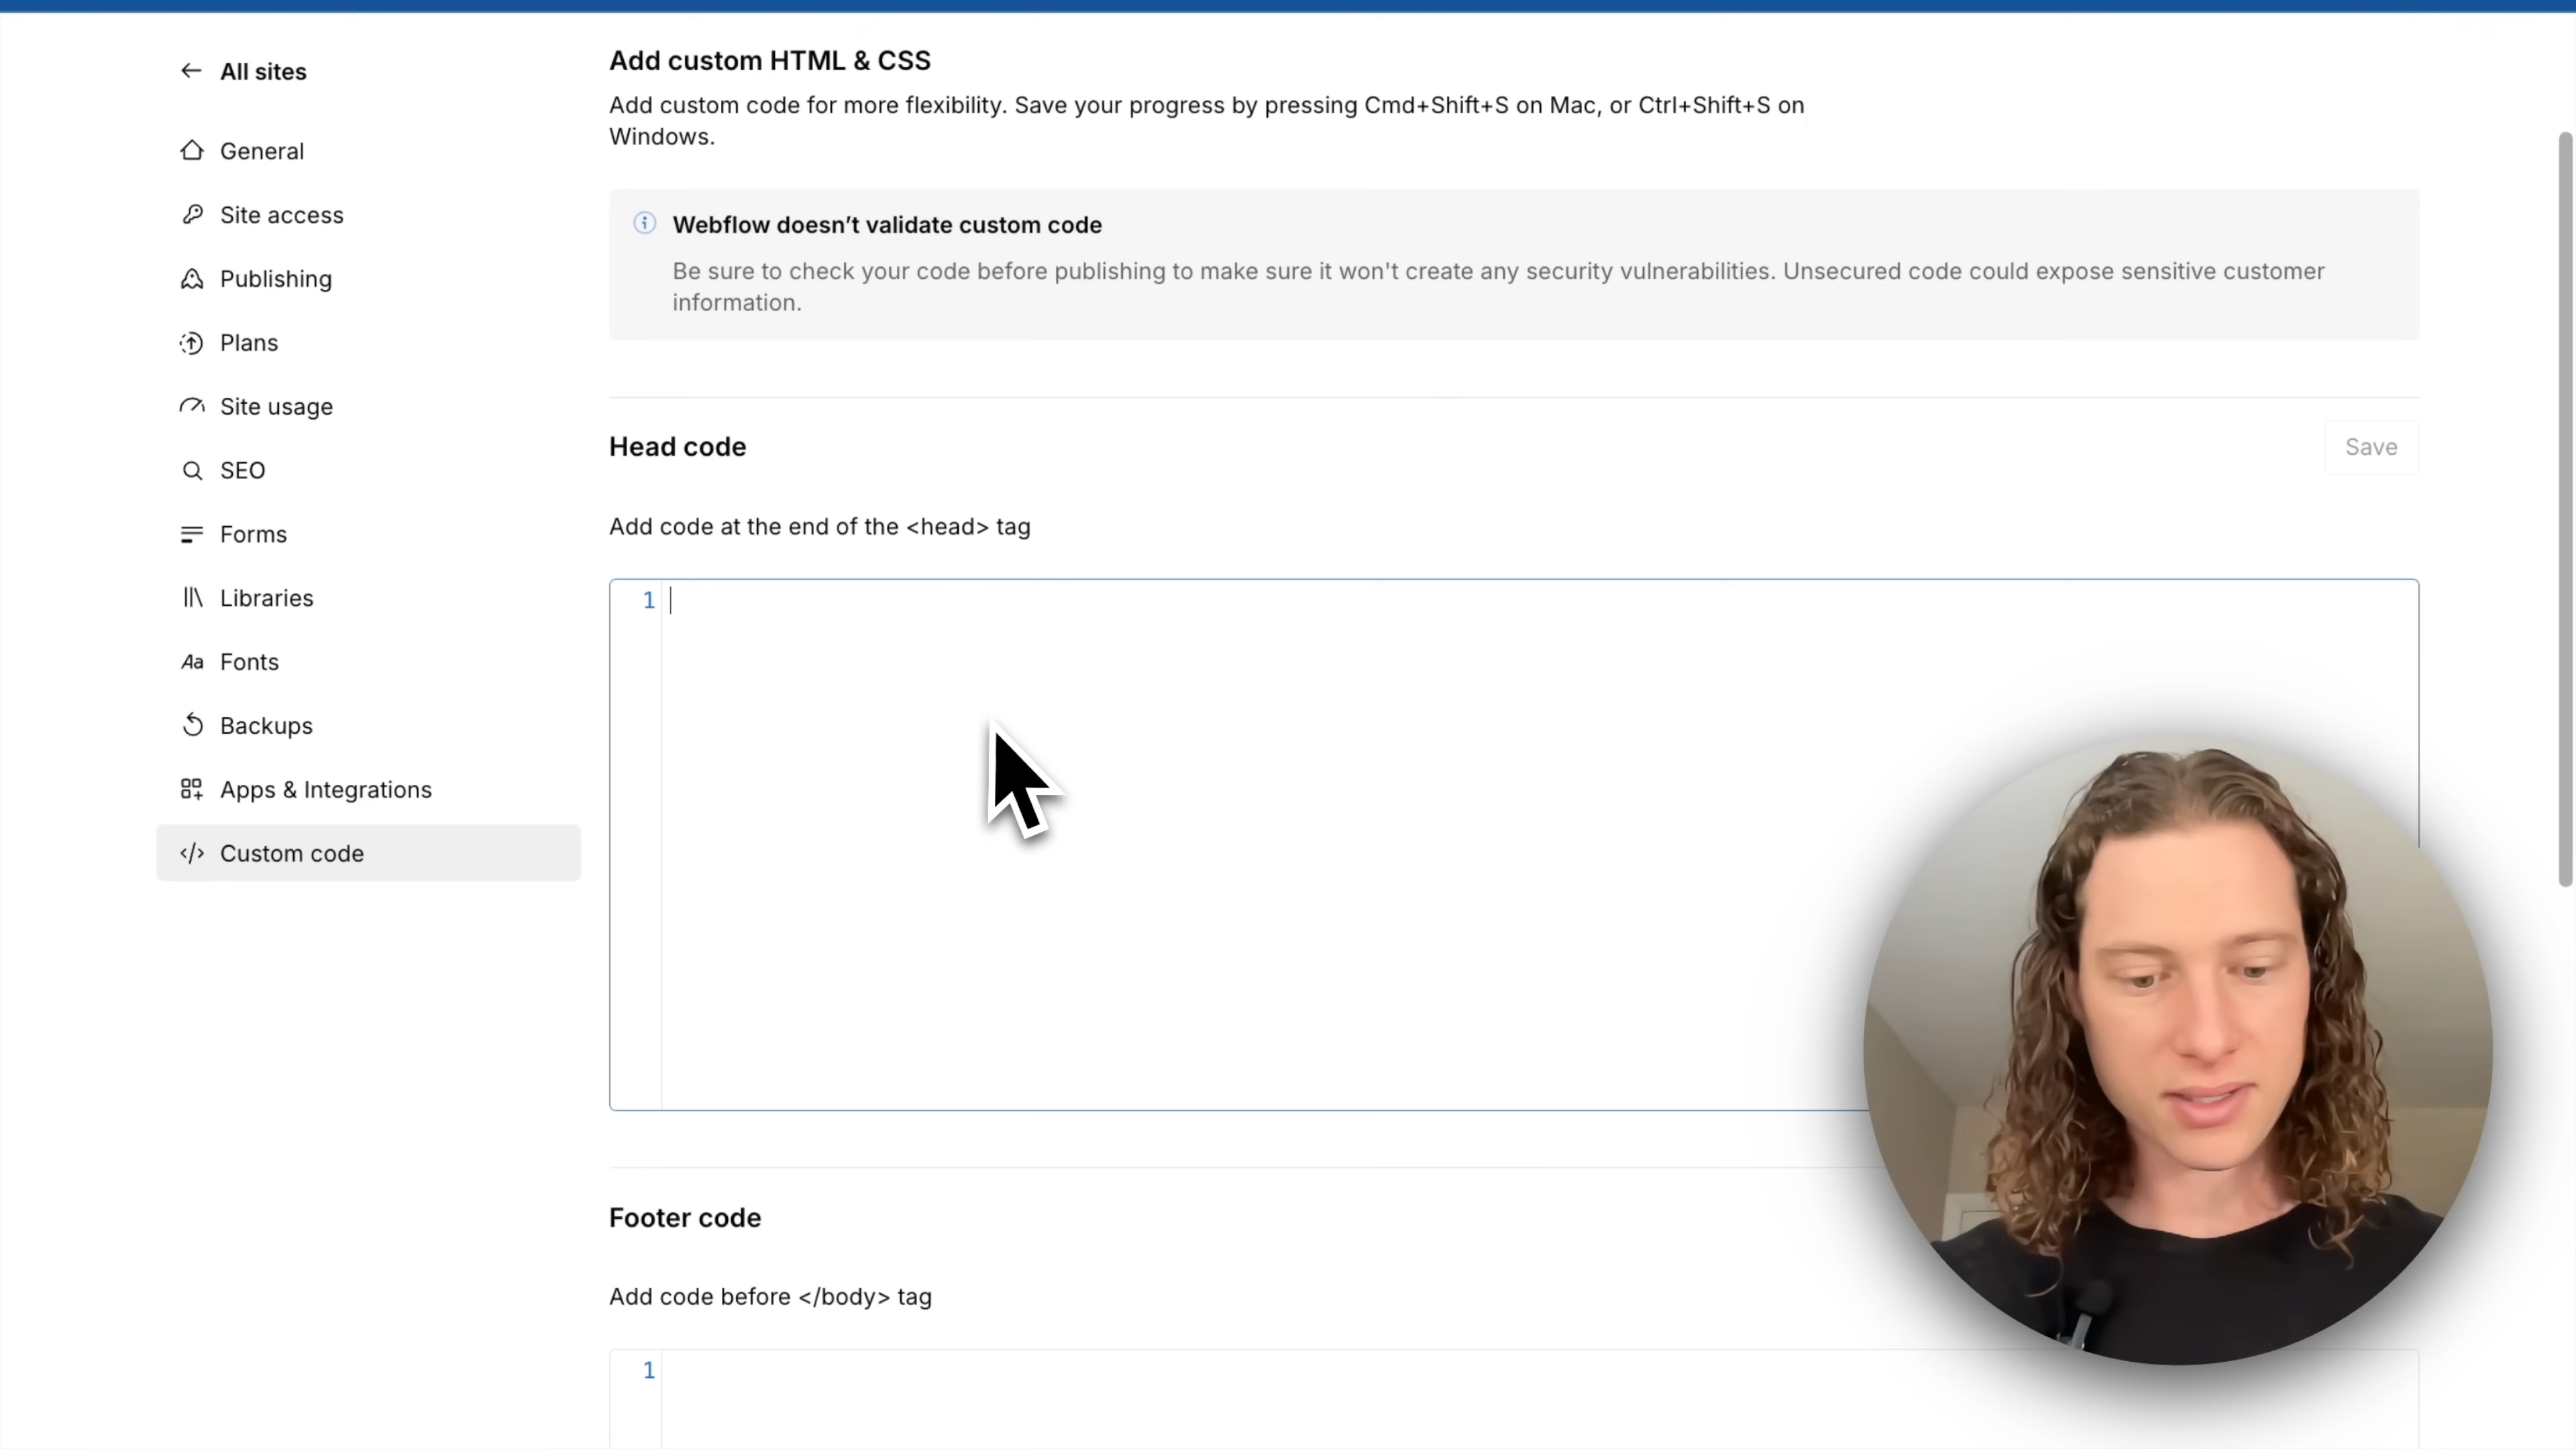 All sites
General
Site access
Publishing
Plans
Site usage
SEO
Forms
Libraries
Aa Fonts
Backups
Apps & Integrations
</> Custom code
Add custom HTML & CSS
Add custom code for more flexibility. Save your progress by pressing Cmd+Shift+S on Mac, or Ctrl+Shift+S on
Windows.
Webflow doesn’t validate custom code
Be sure to check your code before publishing to make sure it won't create any security vulnerabilities. Unsecured code could expose sensitive customer
information.
Head code
Save
Add code at the end of the <head> tag
1
Footer code
Add code before </body> tag
1